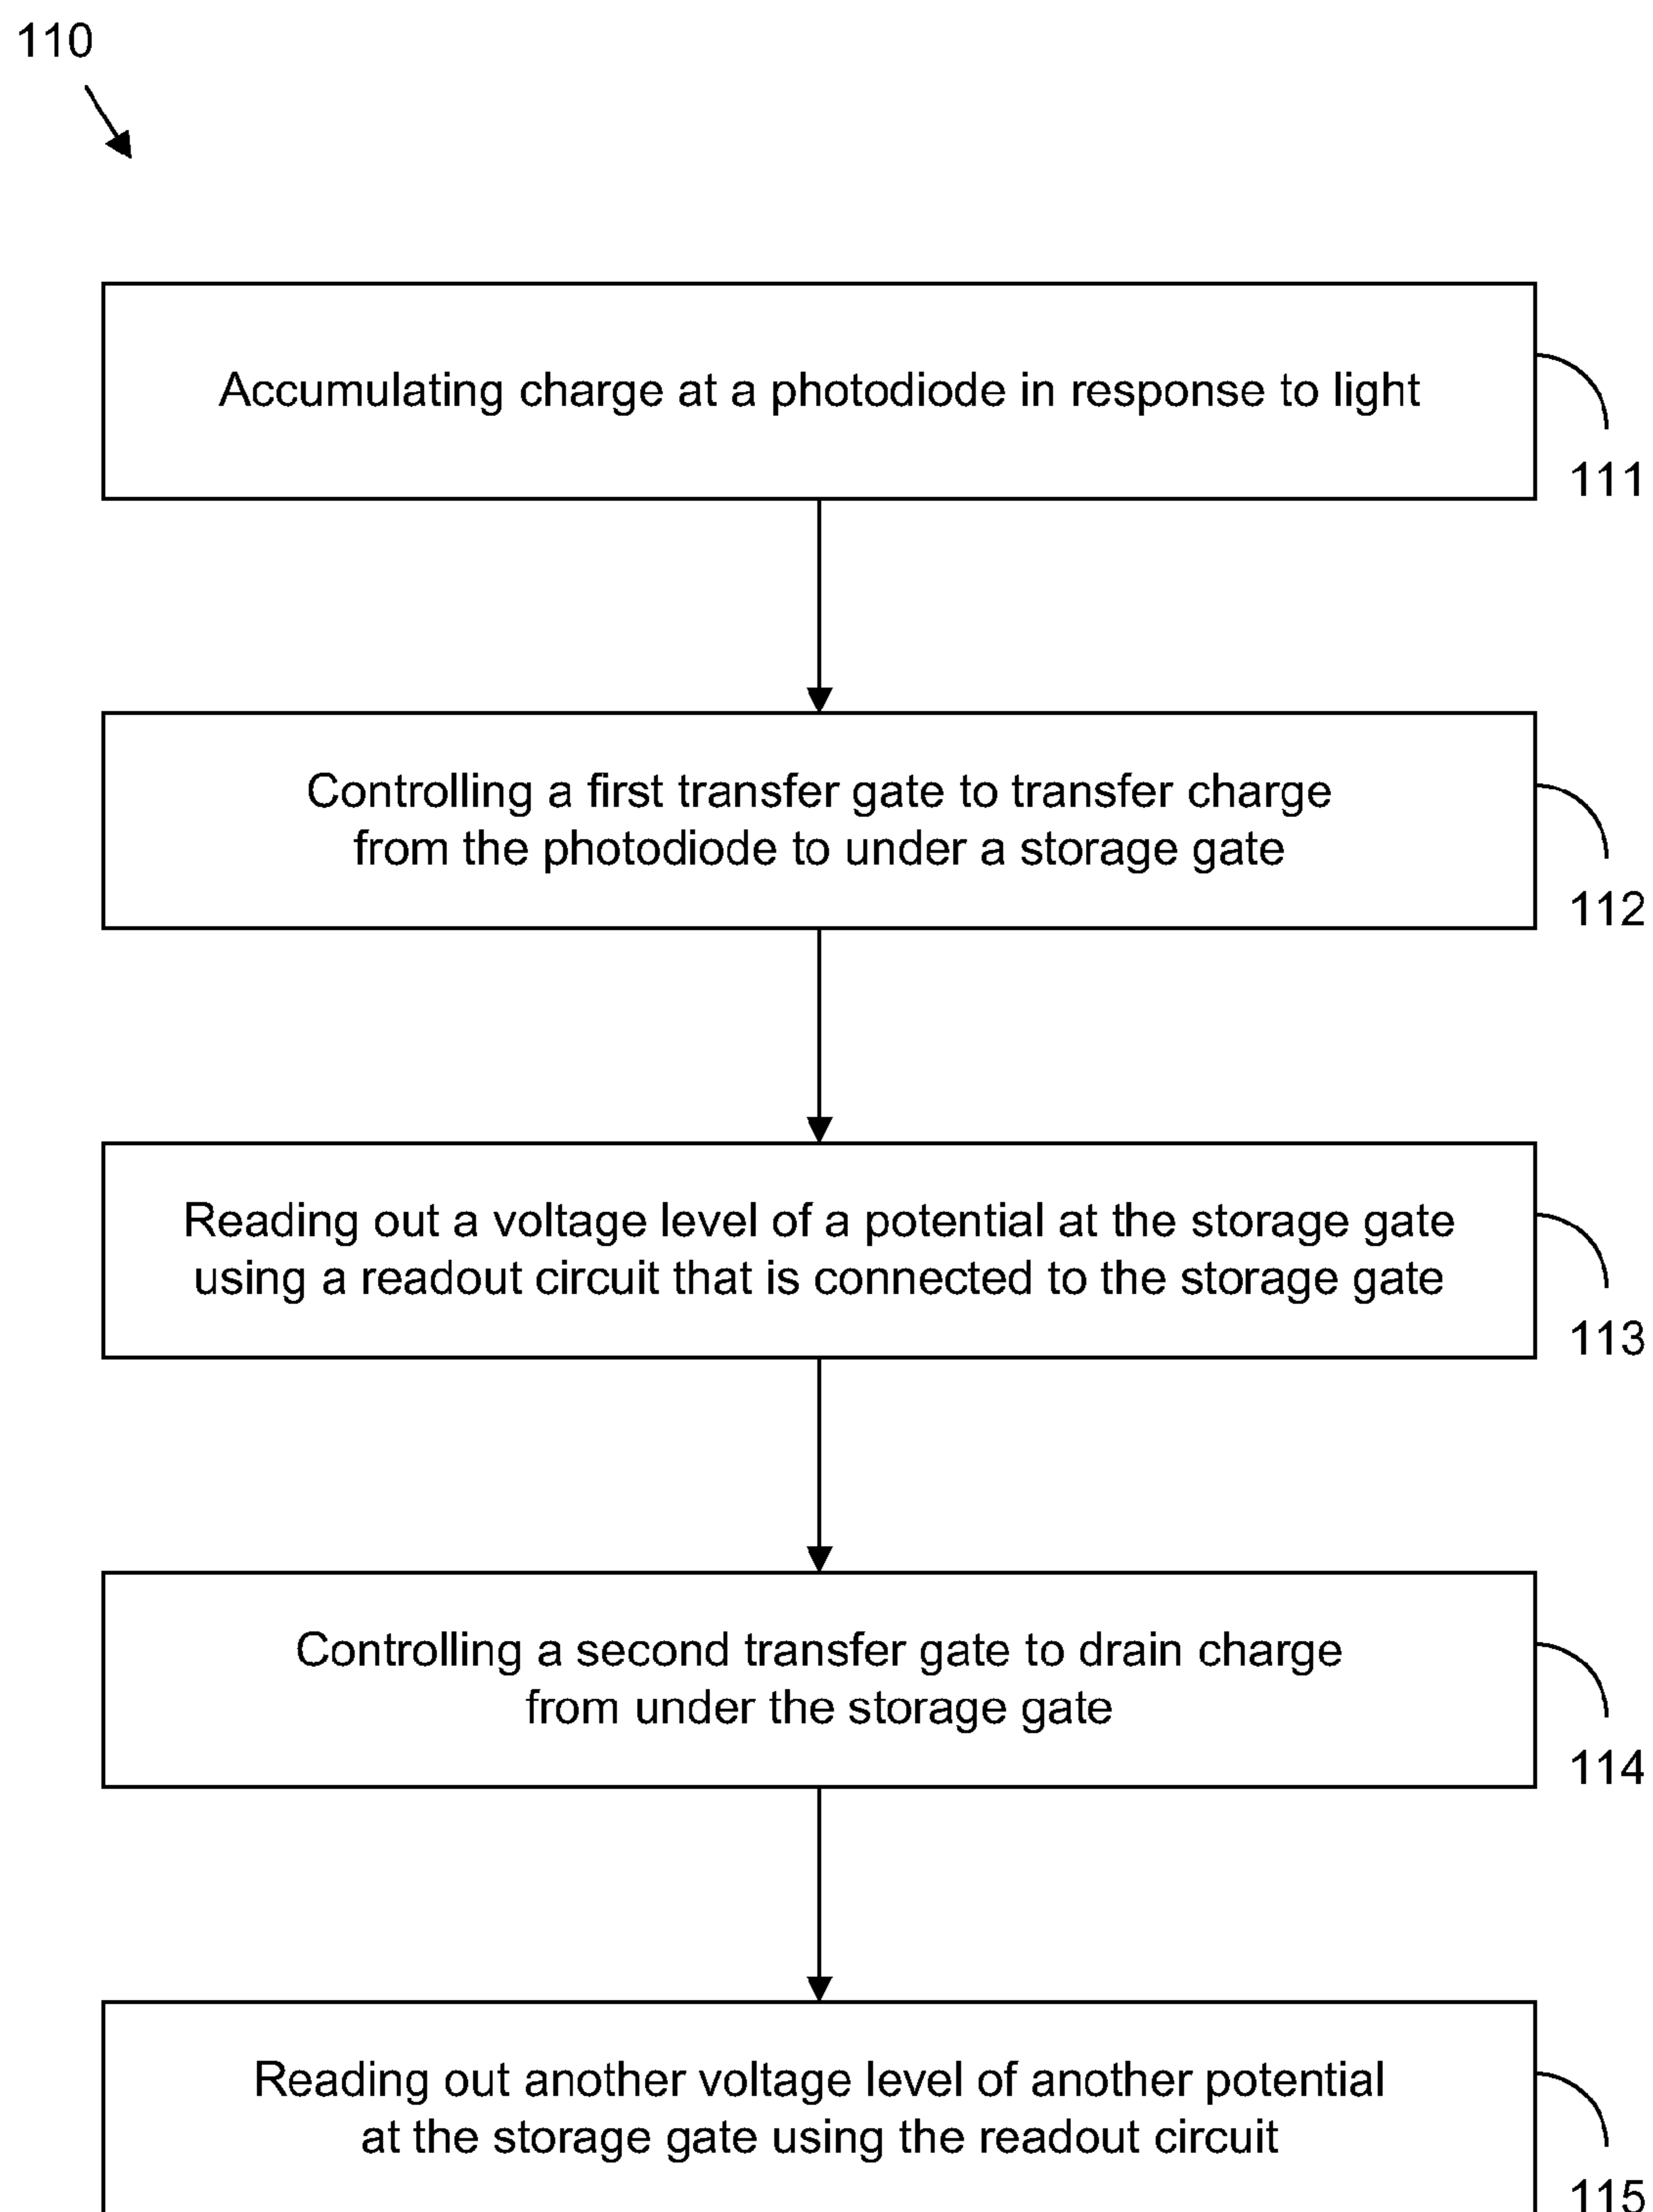 110
Accumulating charge at a photodiode in response to light
111
Controlling a first transfer gate to transfer charge
from the photodiode to under a storage gate
112
Reading out a voltage level of a potential at the storage gate
using a readout circuit that is connected to the storage gate
113
Controlling a second transfer gate to drain charge
from under the storage gate
114
Reading out another voltage level of another potential
at the storage gate using the readout circuit
115